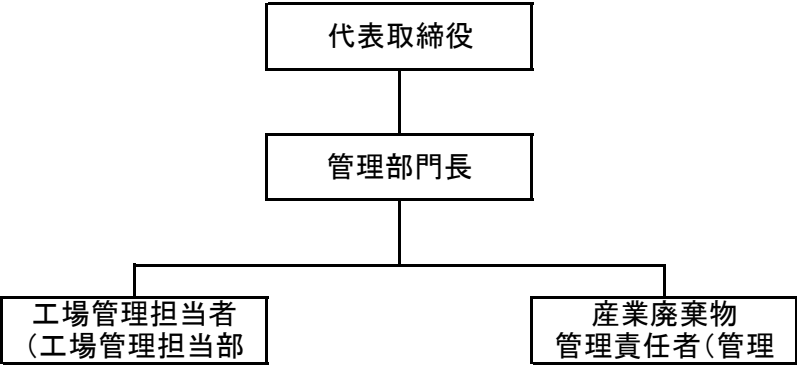 代表取締役
管理部門長
工場管理担当者
（工場管理担当部
産業廃棄物
管理責任者（管理